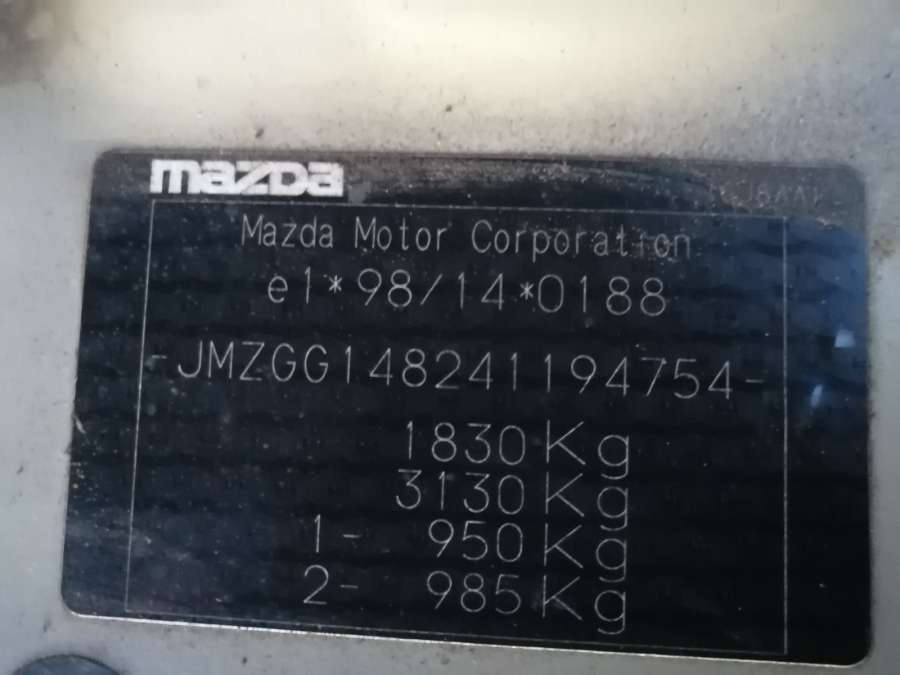 mazda
Mazda Motor Corporation
e1*98/14*0188
-JMZGG148241194754-
1830Kg
3130Kg
1- 950Kg
2- 985Kg